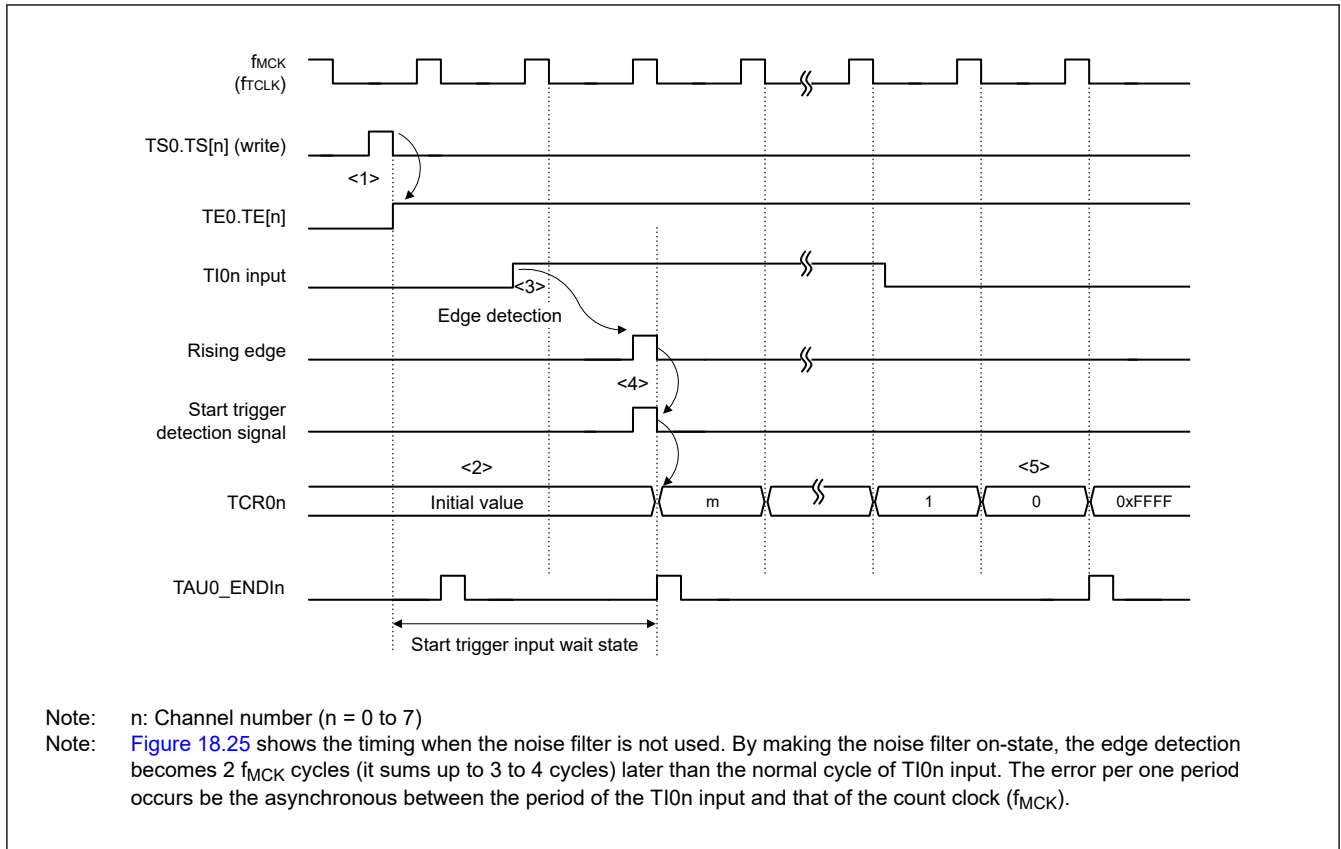 fMCK
(fTCLK)
TS0.TS[n] (write)
<1>
TE0.TE[n]
TI0n input
<3>
Edge detection
Rising edge
<4>
Start trigger
detection signal
<2>
<5>
TCR0n
Initial value
m
1
0
0xFFFF
TAU0_ENDIn
Start trigger input wait state
Note: n: Channel number (n = 0 to 7)
Note: Figure 18.25 shows the timing when the noise filter is not used. By making the noise filter on-state, the edge detection
becomes 2 fMCK cycles (it sums up to 3 to 4 cycles) later than the normal cycle of TI0n input. The error per one period
occurs be the asynchronous between the period of the TI0n input and that of the count clock (fMCK).